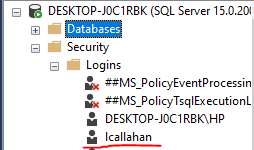 DESKTOP-J0C1RBK (SQL Server 15.0.200
Databases
Security
Logins
##MS_PolicyEventProcessin
##MS_PolicyTsqlExecutionL
DESKTOP-J0C1RBK\HP
lcallahan